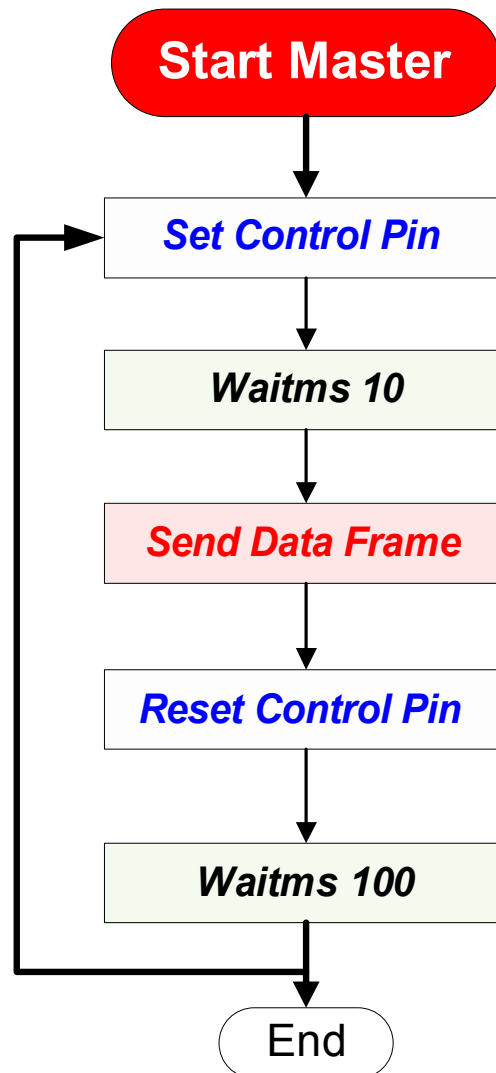 Start Master
Set Control Pin
Waitms 10
Send Data Frame
Reset Control Pin
Waitms 100
End